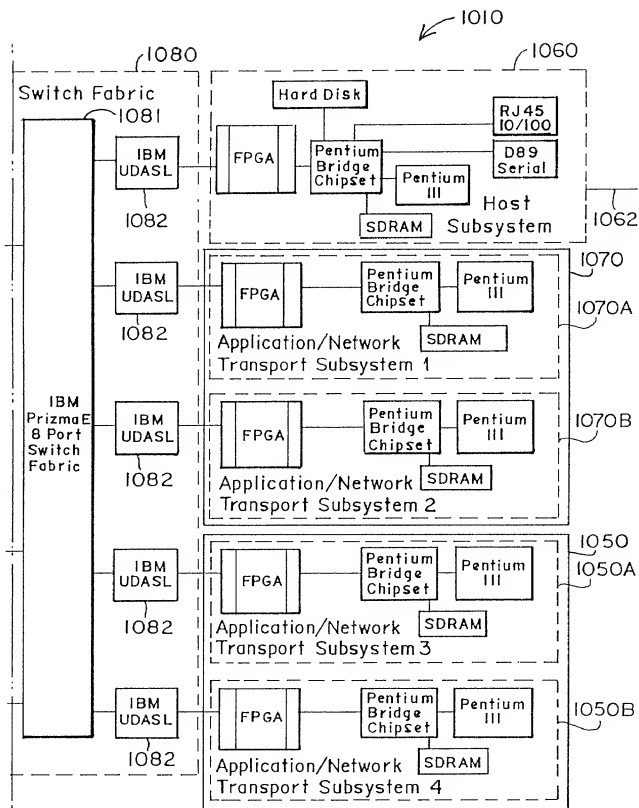 1010
1080
1060
Switch Fabric
1081
Hard Disk
RJ45
10/100
IBM
UDASL
FPGA
Pentium
Bridge
Chipset
D89
Serial
Pentium
III
1082
Host
Subsystem
SDRAM
1062
1070
IBM
UDASL
FPGA
Pentium
Bridge
Chipset
Pentium
III
1070A
1082
SDRAM
Application/Network
Transport Subsystem 1
IBM
PrizmaE
8 Port
Switch
Fabric
IBM
UDASL
FPGA
Pentium
Bridge
Chipset
Pentium
III
1070B
1082
SDRAM
Application/Network
Transport Subsystem 2
1050
IBM
UDASL
FPGA
Pentium
Bridge
Chipset
Pentium
III
1050A
1082
SDRAM
Application/Network
Transport Subsystem 3
IBM
UDASL
FPGA
Pentium
Bridge
Chipset
Pentium
III
1050B
1082
SDRAM
Application/Network
Transport Subsystem 4